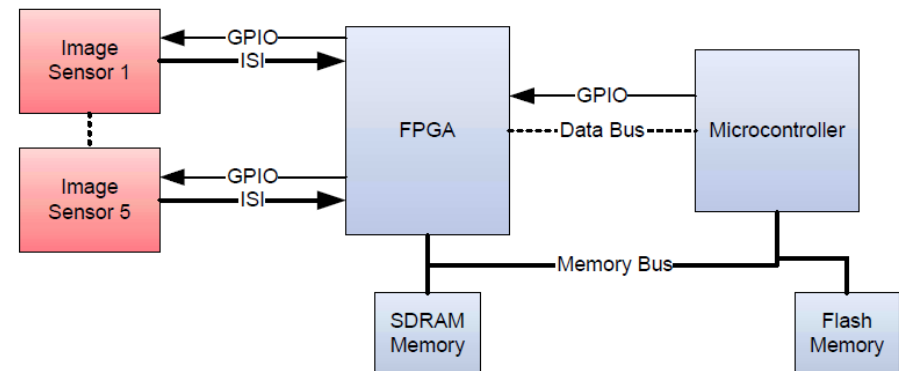 Image
Sensor 1
GPIO
ISI
FPGA
GPIO
Data Bus
Microcontroller
Image
Sensor 5
GPIO
ISI
Memory Bus
SDRAM
Memory
Flash
Memory